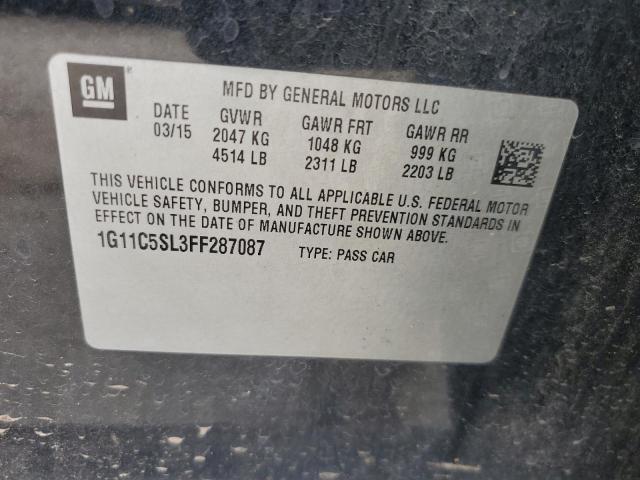 GM
MFD BY GENERAL MOTORS LLC
DATE GVWR GAWR FRT GAWR RR
03/15 2047 KG 1048 KG 999 KG
4514 LB 2311 LB 2203 LB
THIS VEHICLE CONFORMS TO ALL APPLICABLE U.S. FEDERAL MOTOR
VEHICLE SAFETY, BUMPER, AND THEFT PREVENTION STANDARDS IN
EFFECT ON THE DATE OF MANUFACTURE SHOWN ABOVE.
1G11C5SL3FF287087 TYPE: PASS CAR